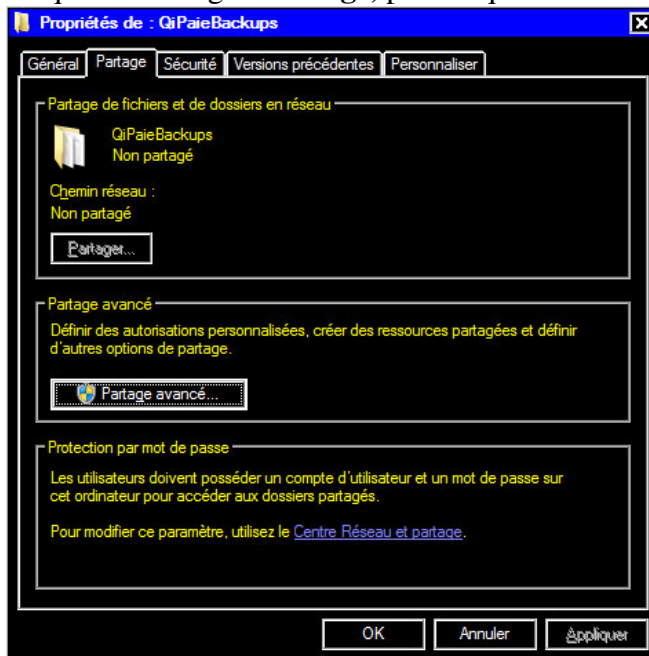 Propriétés de : QiPaieBackups
Général Partage Sécurité Versions précédentes Personnaliser
Partage de fichiers et de dossiers en réseau
QiPaieBackups
Non partagé
Chemin réseau :
Non partagé
Partager...
Partage avancé
Définir des autorisations personnalisées, créer des ressources partagées et définir
d'autres options de partage.
Partage avancé...
Protection par mot de passe
Les utilisateurs doivent posséder un compte d'utilisateur et un mot de passe sur
cet ordinateur pour accéder aux dossiers partagés.
Pour modifier ce paramètre, utilisez le Centre Réseau et partage.
OK Annuler Appliquer